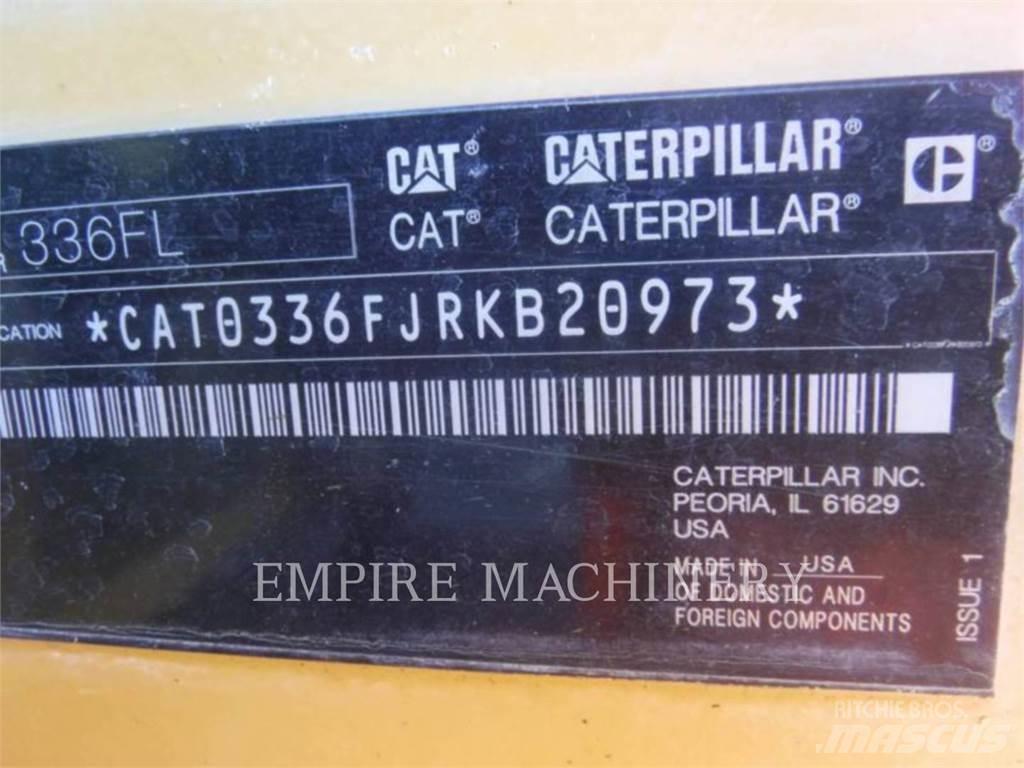 CAT® CATERPILLAR® ®
336FL CAT® CATERPILLAR®
*CAT0336FJRKB20973*
CATERPILLAR INC.
PEORIA, IL 61629
USA
MADE IN USA
OF DOMESTIC AND
FOREIGN COMPONENTS
ISSUE 1
EMPIRE MACHINERY
RITCHIE BROS.
mascus